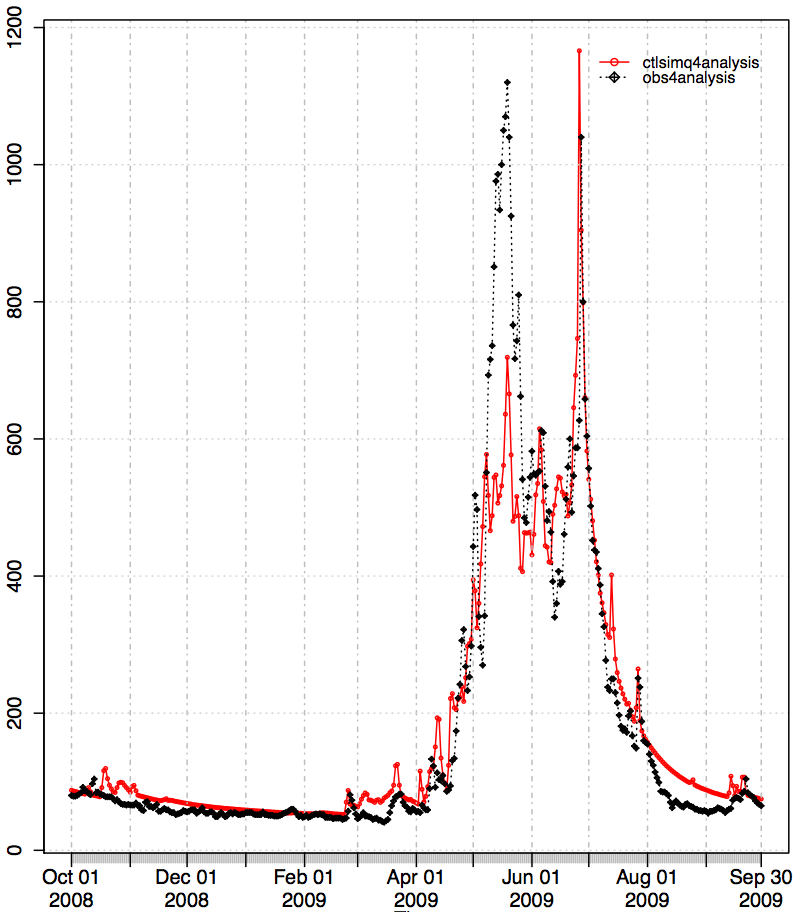 1200
1000
800
600
400
200
0
ctlsimq4analysis
obs4analysis
Oct 01 Dec 01 Feb 01 Apr 01 Jun 01 Aug 01 Sep 30
2008 2008 2009 2009 2009 2009 2009